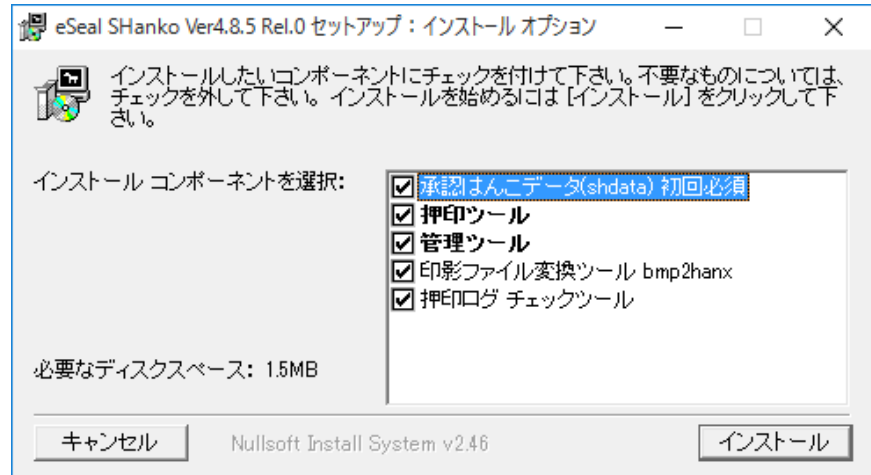 eSeal SHanko Ver4.8.5 Rel.0 セットアップ：インストール オプション
インストールしたいコンポーネントにチェックを付けて下さい。不要なものについては、
チェックを外して下さい。インストールを始めるには [インストール] をクリックして下
さい。
インストール コンポーネントを選択:
承認はんこデータ(shdata) 初回必須
押印ツール
管理ツール
印影ファイル変換ツール bmp2hanx
押印ログ チェックツール
必要なディスクスペース: 1.5MB
キャンセル
Nullsoft Install System v2.46
インストール